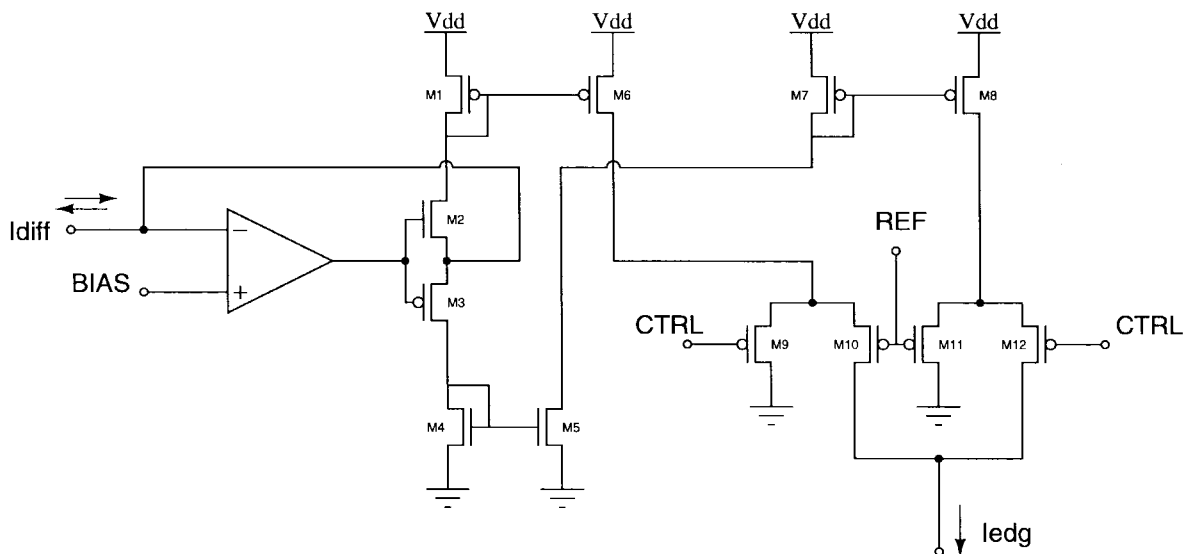 Vdd Vdd Vdd Vdd
M1 M6 M7 M8
M2
Idiff − REF
BIAS + M3
CTRL M9 M10 M11 M12 CTRL
M4 M5
Iedg